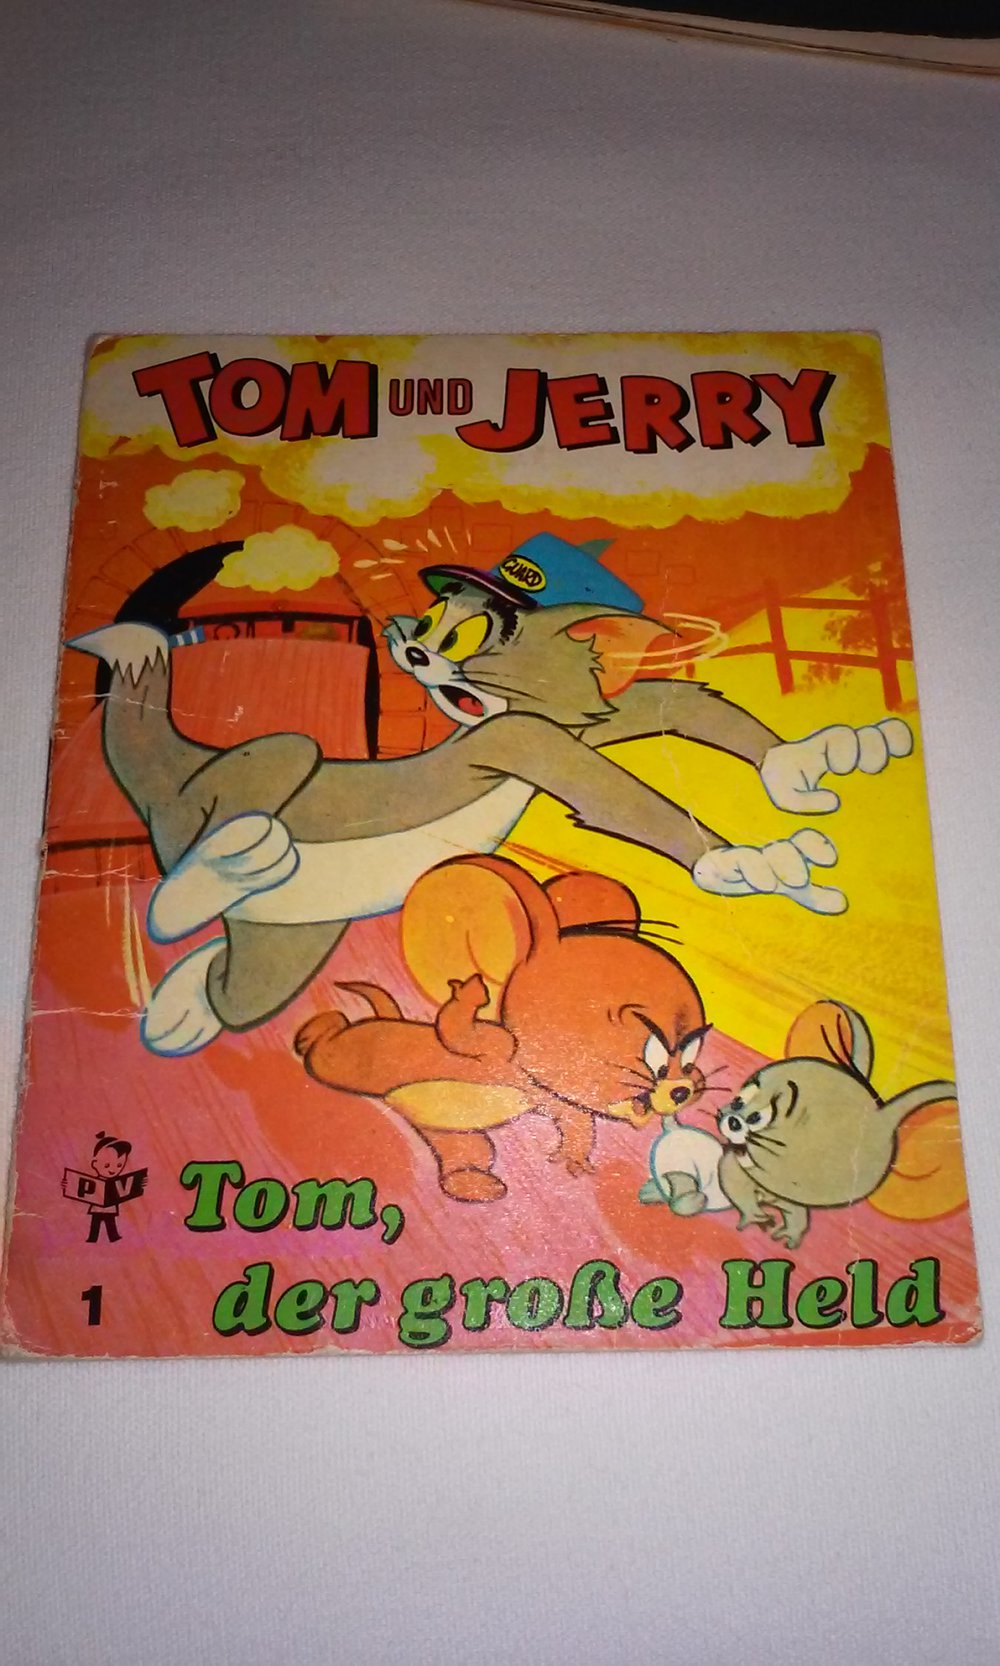 TOM UND JERRY
GUARD
P V
Tom,
der große Held
1